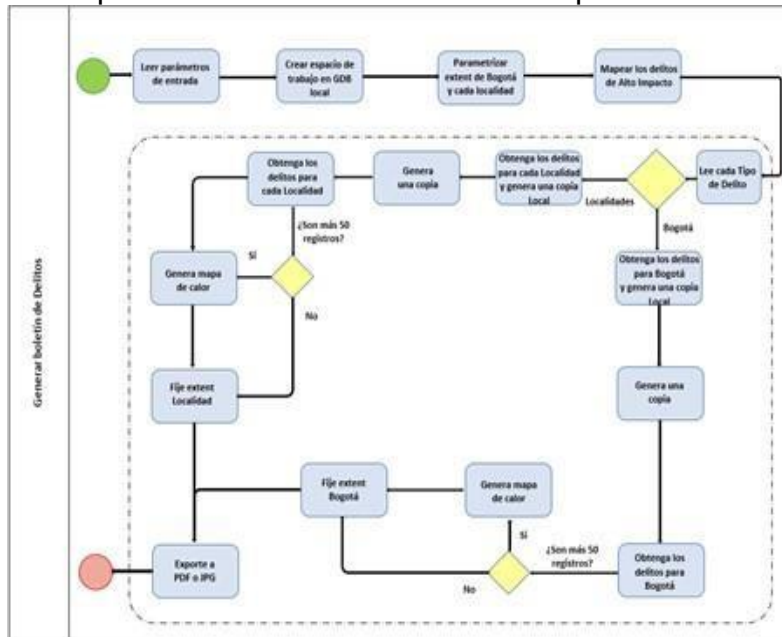 Generar boletín de Delitos
Leer parámetros
de entrada
Crear espacio de
trabajo en GDB
local
Parametrizar
extent de Bogotá
y cada localidad
Mapear los delitos
de Alto Impacto
Lee cada Tipo
de Delito
Localidades
Bogotá
Obtenga los delitos
para cada Localidad
y genera una copia
Local
Genera
una copia
Obtenga los
delitos para
cada Localidad
¿Son más 50
registros?
Sí
No
Genera mapa
de calor
Fije extent
Localidad
Obtenga los delitos
para Bogotá
y genera una copia
Local
Genera una
copia
Obtenga los
delitos para
Bogotá
¿Son más 50
registros?
Sí
No
Genera mapa
de calor
Fije extent
Bogotá
Exporte a
PDF o JPG